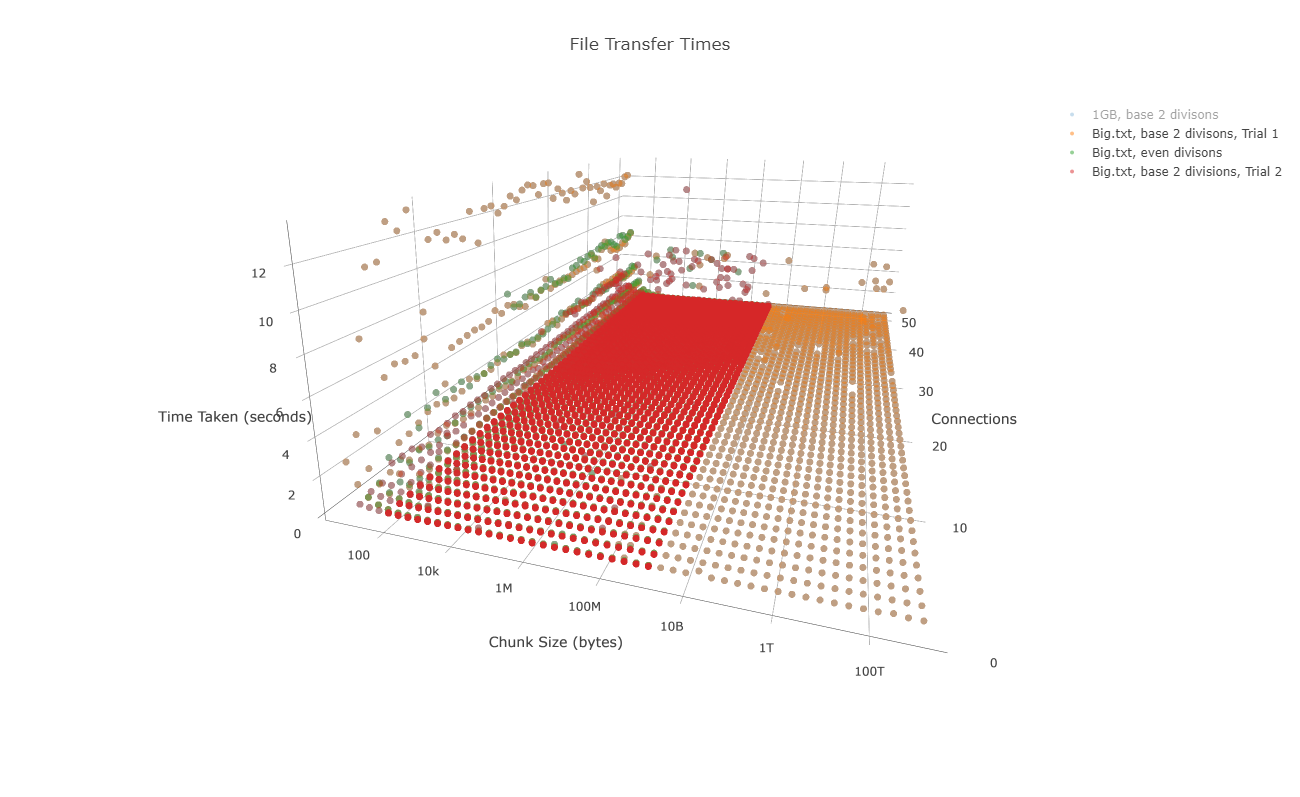 File Transfer Times
1GB, base 2 divisons
Big.txt, base 2 divisons, Trial 1
Big.txt, even divisons
Big.txt, base 2 divisions, Trial 2
12
10
8
6
4
2
0
Time Taken (seconds)
100
10k
1M
100M
10B
1T
100T
Chunk Size (bytes)
50
40
30
20
10
0
Connections